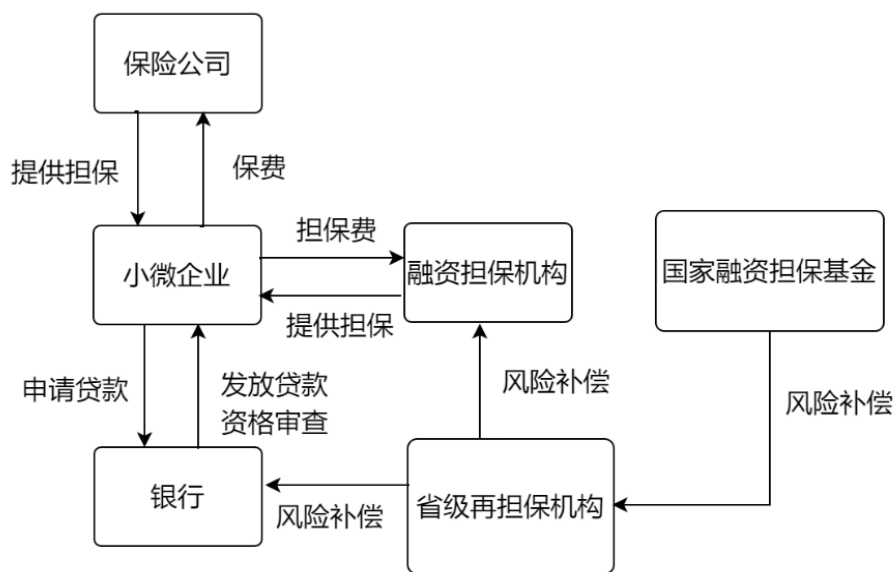 保险公司
提供担保
保费
小微企业
担保费
提供担保
融资担保机构
国家融资担保基金
申请贷款
发放贷款
资格审查
风险补偿
风险补偿
银行
风险补偿
省级再担保机构